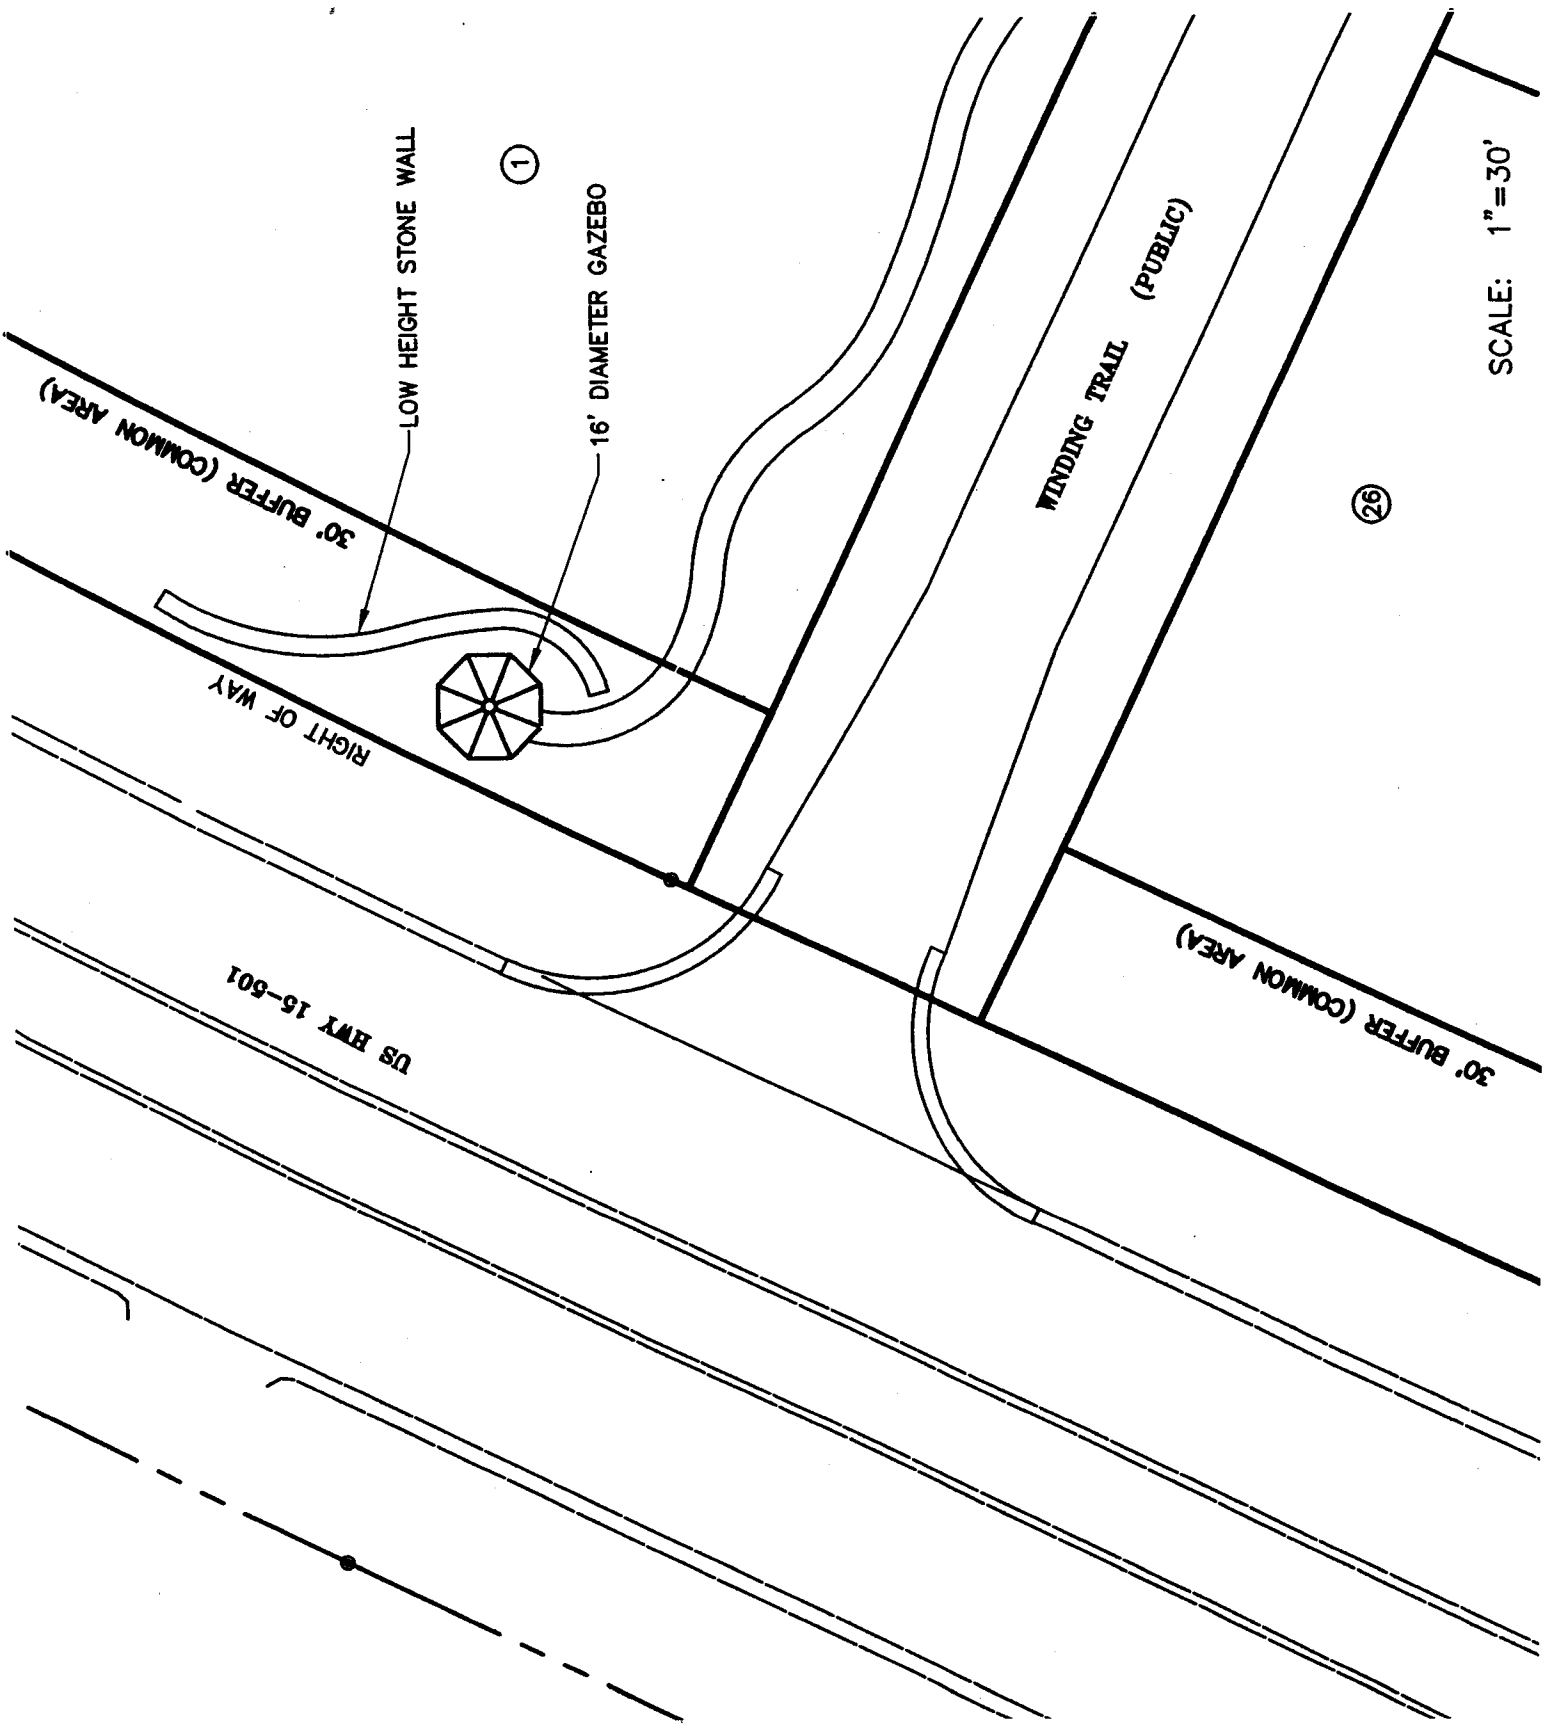 LOW HEIGHT STONE WALL
1
16' DIAMETER GAZEBO
30' BUFFER (COMMON AREA)
RIGHT OF WAY
WINDING TRAIL (PUBLIC)
26
SCALE: 1"=30'
US HWY 15-501
30' BUFFER (COMMON AREA)